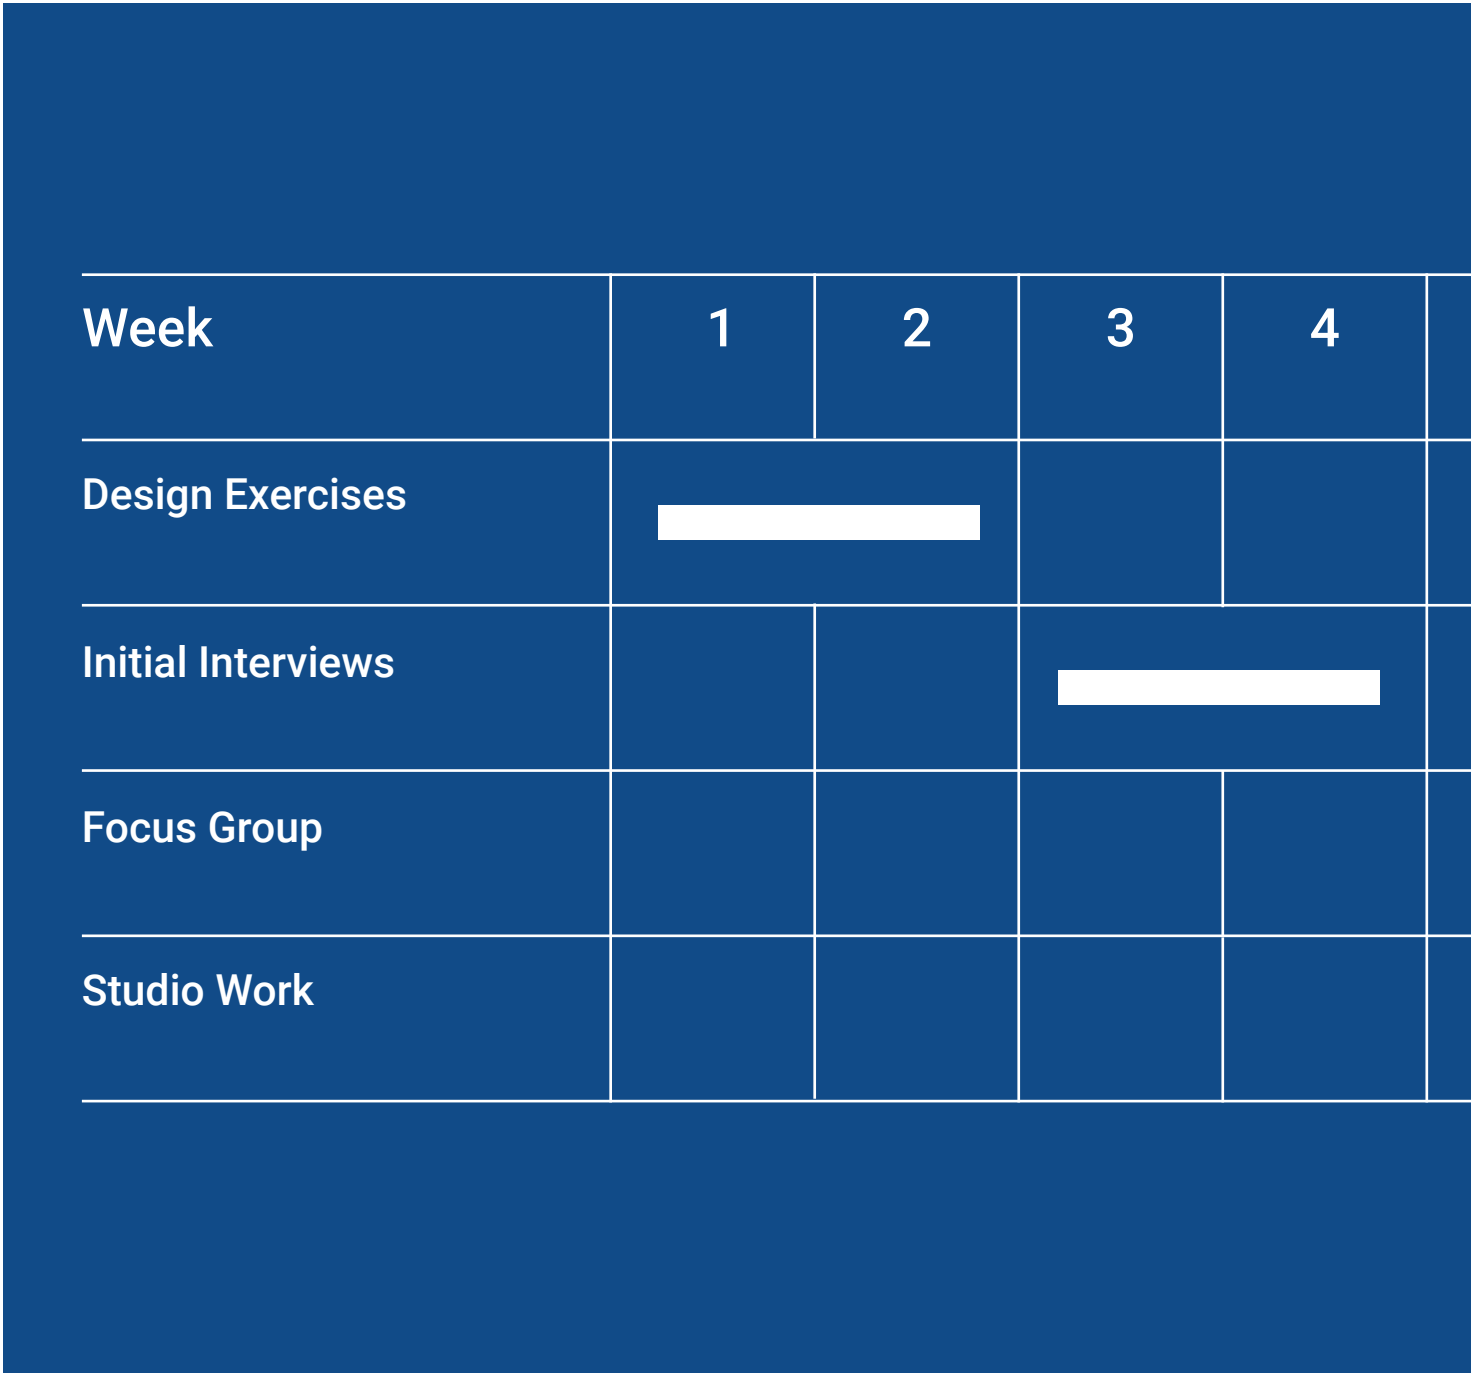 Week 1 2 3 4
Design Exercises
Initial Interviews
Focus Group
Studio Work